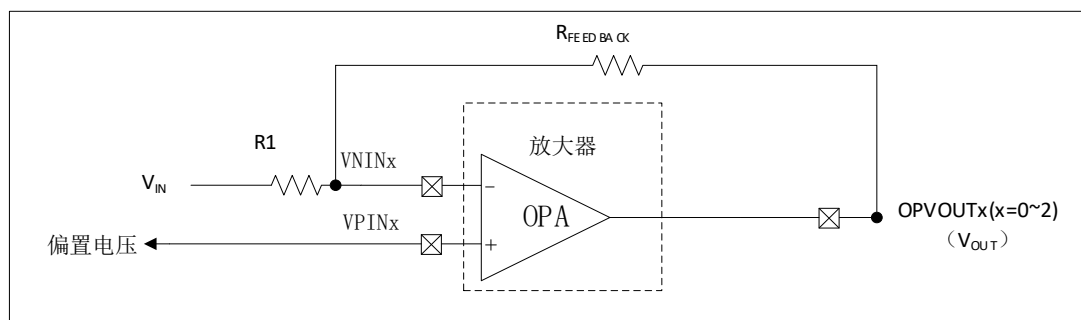 RFEEDBACK
R1
VNINx
放大器
VIN
-
OPA
VPINx
+
偏置电压
OPVOUTx(x=0~2)
（VOUT）